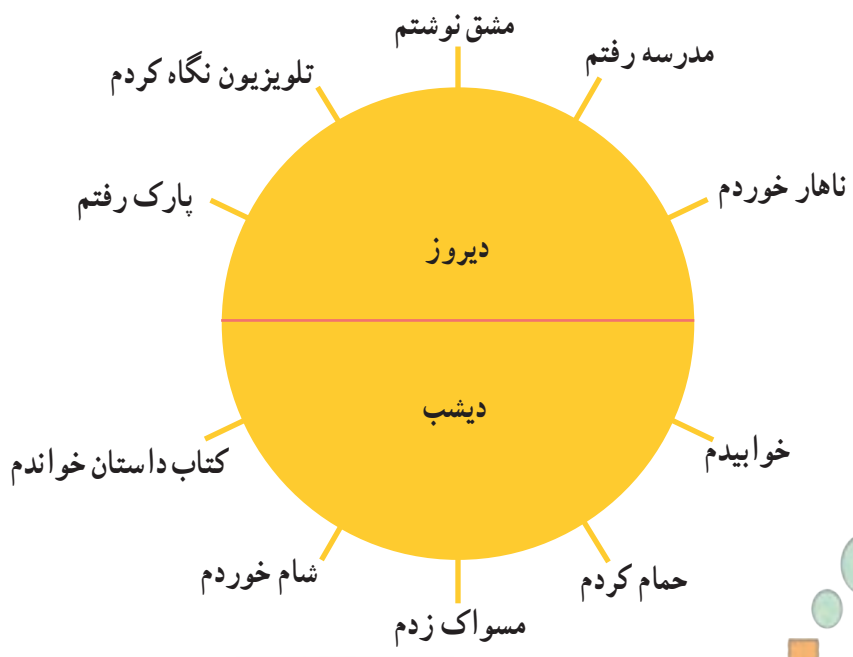 مشق نوشتم
مدرسه رفتم
تلویزیون نگاه کردم
ناهار خوردم
پارک رفتم
دیروز
دیشب
خوابیدم
کتاب داستان خواندم
حمام کردم
شام خوردم
مسواک زدم